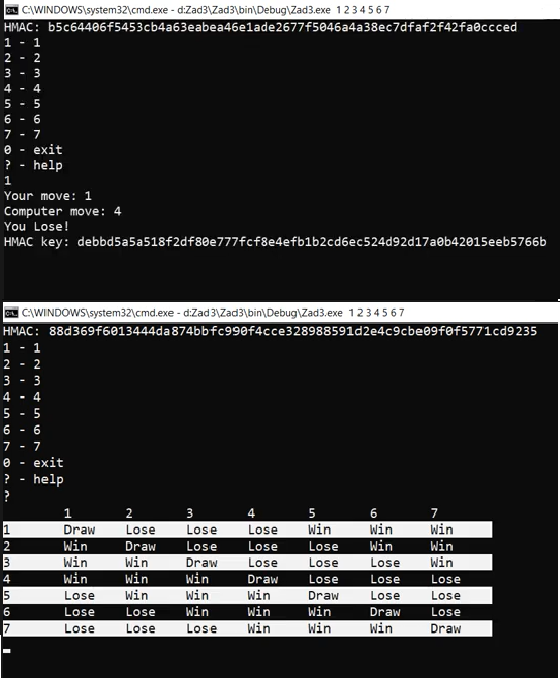 C:\WINDOWS\system32\cmd.exe - d:Zad3\Zad3\bin\Debug\Zad3.exe 1 2 3 4 5 6 7
HMAC: b5c64406f5453cb4a63eabea46e1ade2677f5046a4a38ec7dfaf2f42fa0ccced
1 - 1
2 - 2
3 - 3
4 - 4
5 - 5
6 - 6
7 - 7
0 - exit
? - help
1
Your move: 1
Computer move: 4
You Lose!
HMAC key: debbd5a5a518f2df80e777fcf8e4efb1b2cd6ec524d92d17a0b42015eeb5766b
C:\WINDOWS\system32\cmd.exe - d:Zad3\Zad3\bin\Debug\Zad3.exe 1 2 3 4 5 6 7
HMAC: 88d369f6013444da874bbfc990f4cce328988591d2e4c9cbe09f0f5771cd9235
1 - 1
2 - 2
3 - 3
4 - 4
5 - 5
6 - 6
7 - 7
0 - exit
? - help
?
1 2 3 4 5 6 7
1 Draw Lose Lose Lose Win Win Win
2 Win Draw Lose Lose Lose Win Win
3 Win Win Draw Lose Lose Lose Win
4 Win Win Win Draw Lose Lose Lose
5 Lose Win Win Win Draw Lose Lose
6 Lose Lose Win Win Win Draw Lose
7 Lose Lose Lose Win Win Win Draw